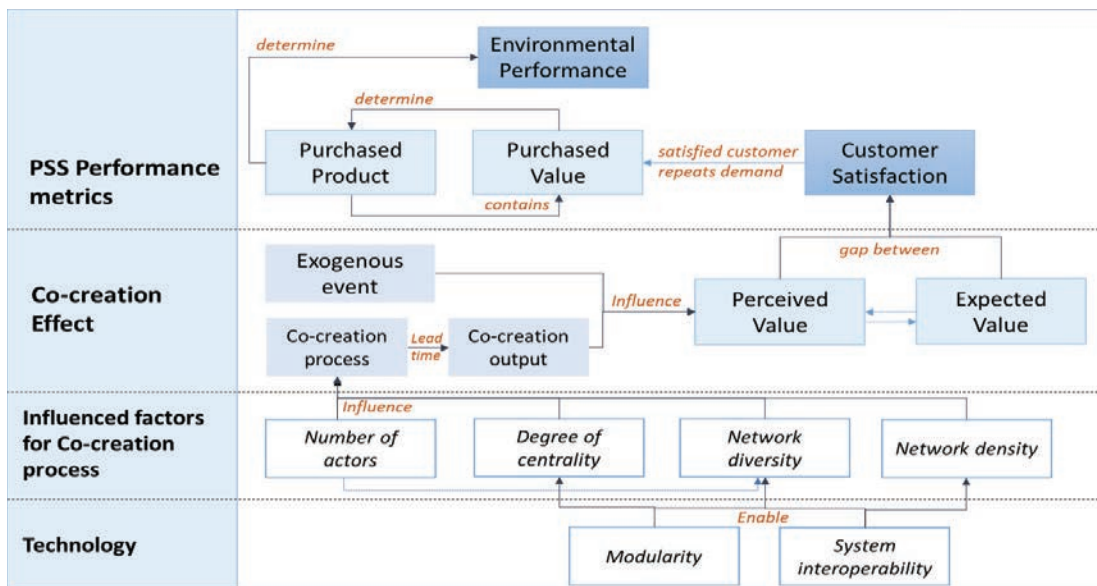 determine
Environmental
Performance
determine
PSS Performance
metrics
Purchased
Product
Purchased
Value
satisfied customer
repeats demand
Customer
Satisfaction
contains
gap between
Co-creation
Effect
Exogenous
event
Influence
Perceived
Value
Expected
Value
Co-creation
process
Lead
time
Co-creation
output
Influenced factors
for Co-creation
process
Influence
Number of
actors
Degree of
centrality
Network
diversity
Network density
Technology
Enable
Modularity
System
interoperability